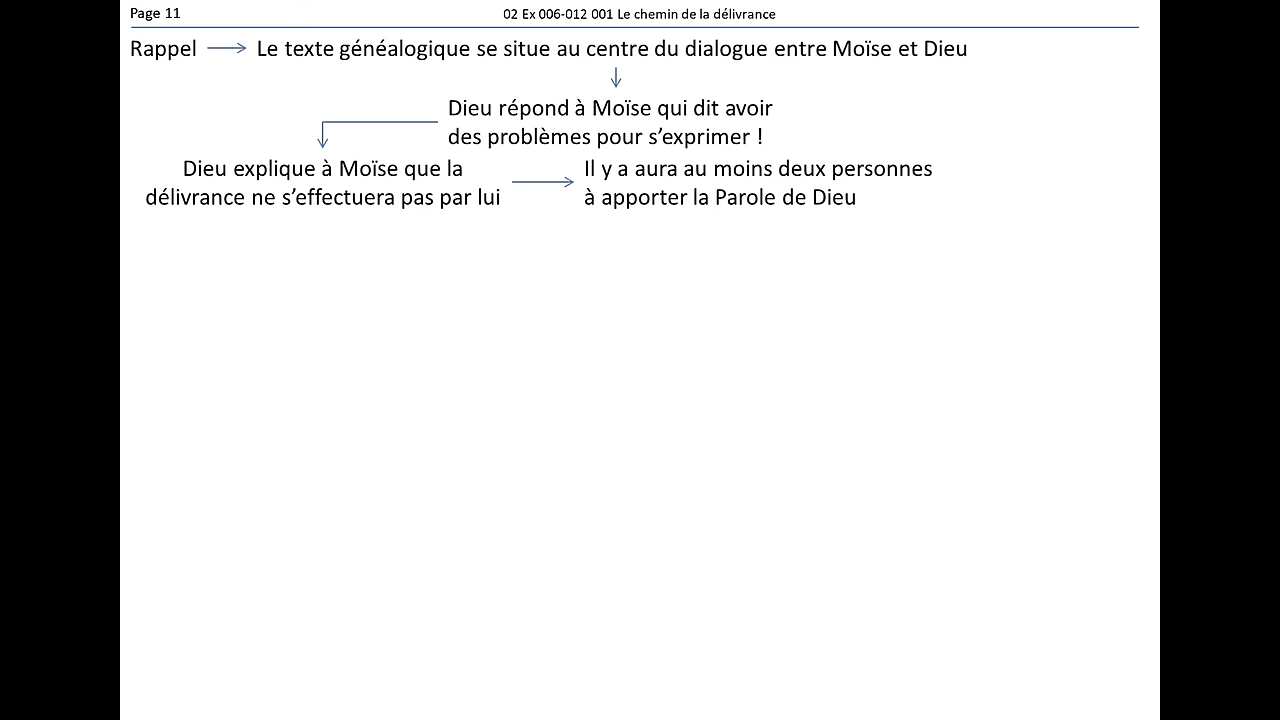 Page 11
02 Ex 006-012 001 Le chemin de la délivrance
Rappel
Le texte généalogique se situe au centre du dialogue entre Moïse et Dieu
Dieu répond à Moïse qui dit avoir
des problèmes pour s’exprimer !
Dieu explique à Moïse que la
délivrance ne s’effectuera pas par lui
Il y a aura au moins deux personnes
à apporter la Parole de Dieu